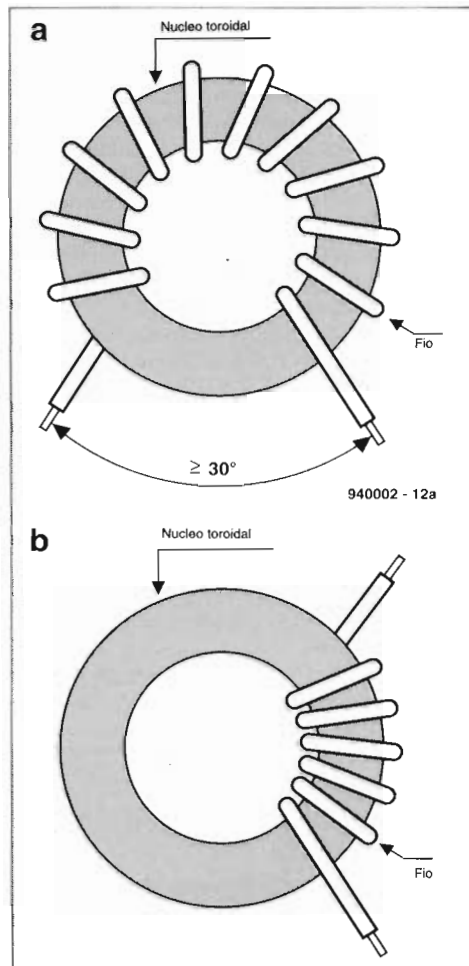 a
Nucleo toroidal
Fio
≥ 30°
940002 - 12a
b
Nucleo toroidal
Fio